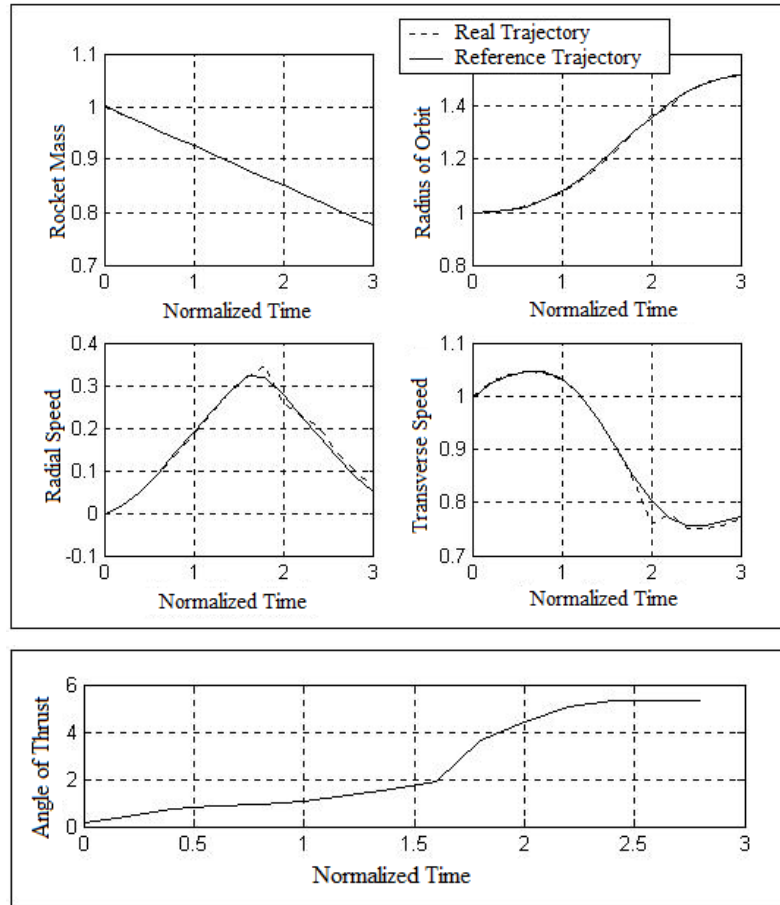 Real Trajectory
Reference Trajectory
1.1
1
0.9
0.8
0.7
Rocket Mass
0 1 2 3
Normalized Time
1.4
1.2
1
0.8
Radius of Orbit
0 1 2 3
Normalized Time
0.4
0.3
0.2
0.1
0
-0.1
Radial Speed
0 1 2 3
Normalized Time
1.1
1
0.9
0.8
0.7
Transverse Speed
0 1 2 3
Normalized Time
6
4
2
0
Angle of Thrust
0 0.5 1 1.5 2 2.5 3
Normalized Time